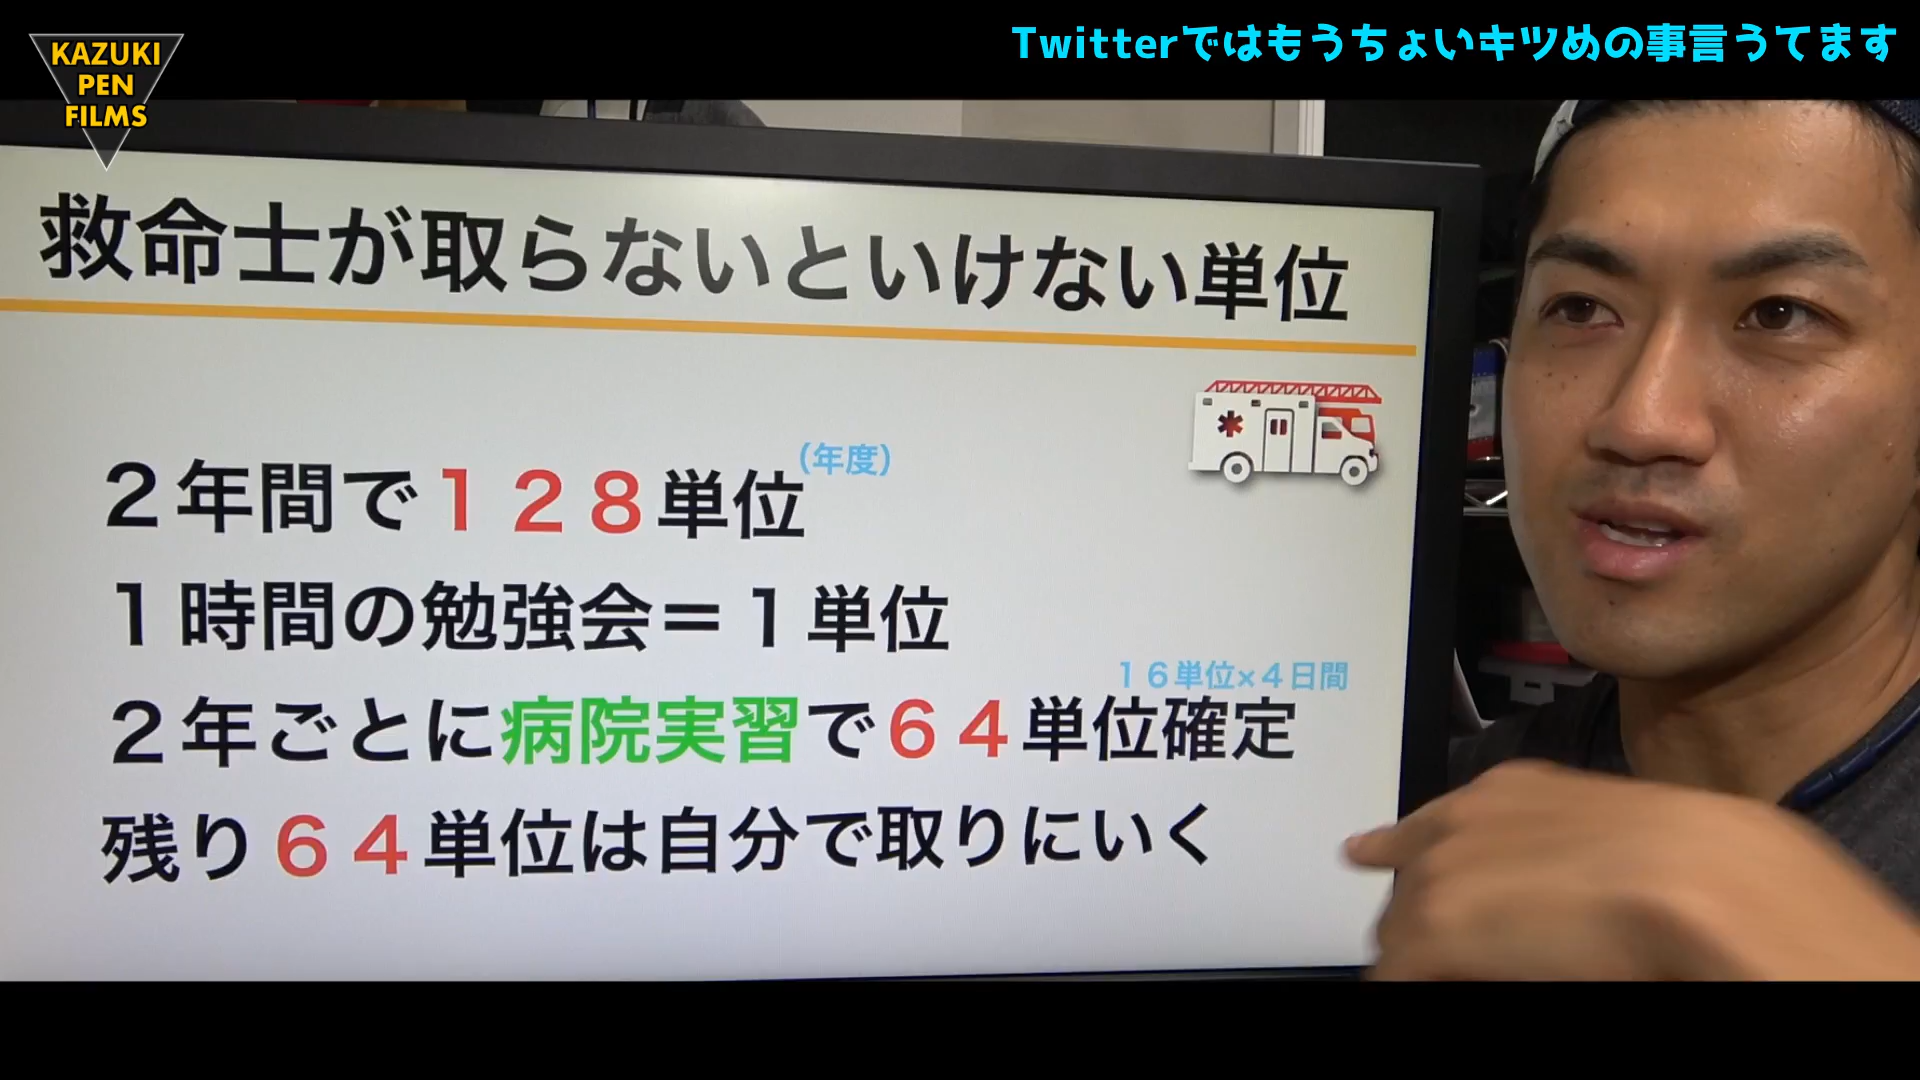 KAZUKI
PEN
FILMS
Twitterではもうちょいキツめの事言うてます
救命士が取らないといけない単位
２年間で１２８単位
（年度）
１時間の勉強会＝１単位
１６単位×４日間
２年ごとに病院実習で６４単位確定
残り６４単位は自分で取りにいく